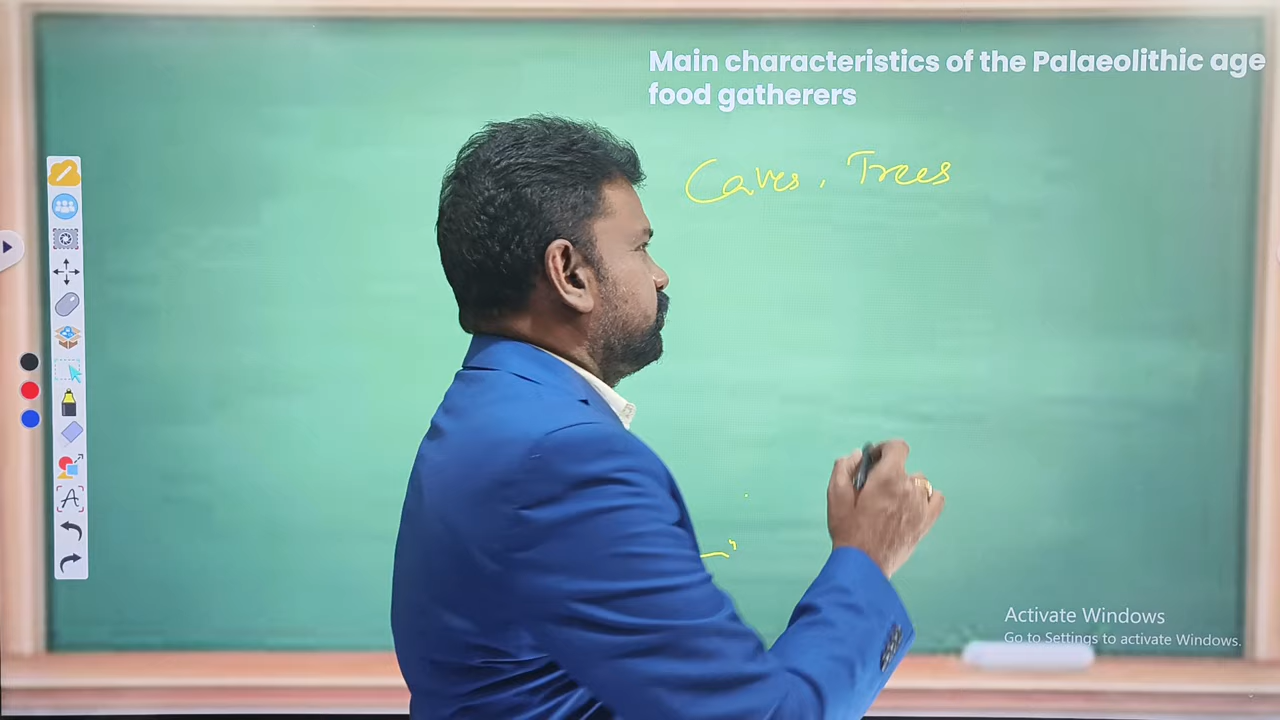 Main characteristics of the Palaeolithic age
food gatherers
Caves, Trees
Activate Windows
Go to Settings to activate Windows.